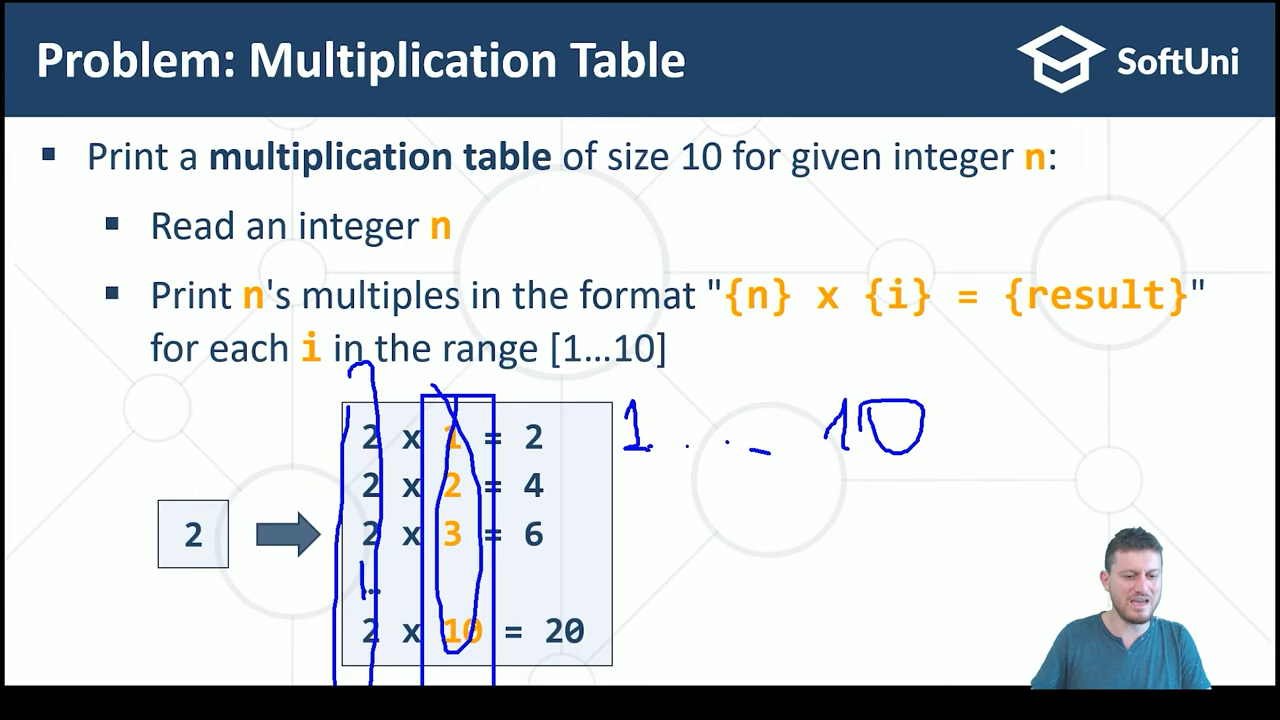 Problem: Multiplication Table
SoftUni
▪ Print a multiplication table of size 10 for given integer n:
▪ Read an integer n
▪ Print n's multiples in the format "{n} x {i} = {result}"
for each i in the range [1…10]
2 x 1 = 2
1 ... 10
2 x 2 = 4
2 x 3 = 6
2
…
2 x 10 = 20